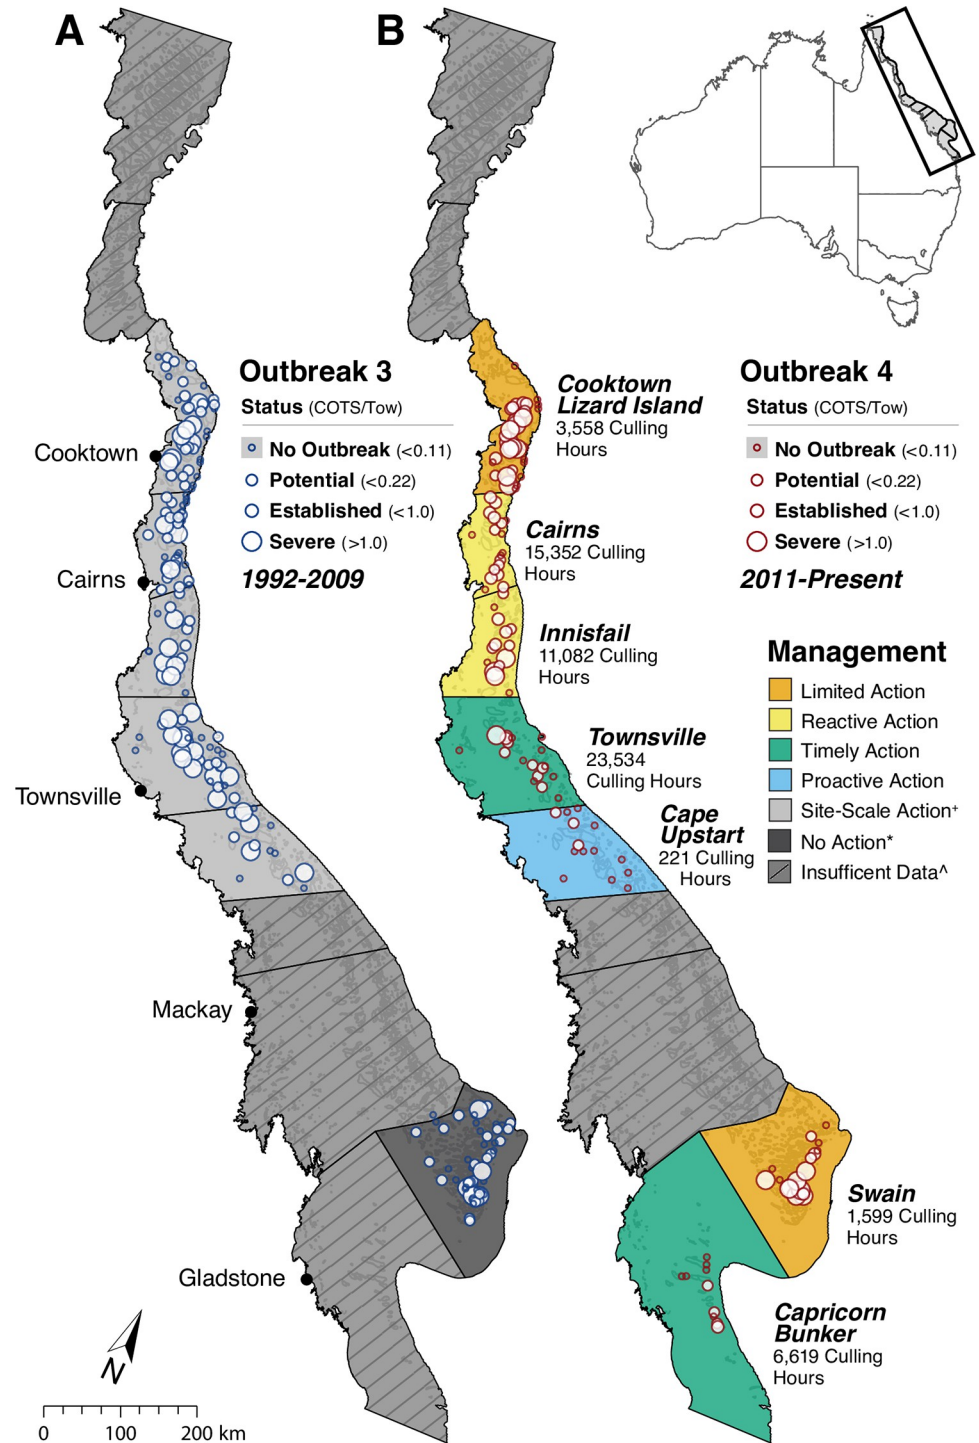 A
B
Outbreak 3
Status (COTS/Tow)
No Outbreak (<0.11)
Potential (<0.22)
Established (<1.0)
Severe (>1.0)
1992-2009
Cooktown
Cairns
Townsville
Mackay
Gladstone
N
0 100 200 km
Cooktown
Lizard Island
3,558 Culling
Hours
Cairns
15,352 Culling
Hours
Innisfail
11,082 Culling
Hours
Townsville
23,534
Culling Hours
Cape
Upstart
221 Culling
Hours
Swain
1,599 Culling
Hours
Capricorn
Bunker
6,619 Culling
Hours
Outbreak 4
Status (COTS/Tow)
No Outbreak (<0.11)
Potential (<0.22)
Established (<1.0)
Severe (>1.0)
2011-Present
Management
Limited Action
Reactive Action
Timely Action
Proactive Action
Site-Scale Action+
No Action*
Insufficent Data^